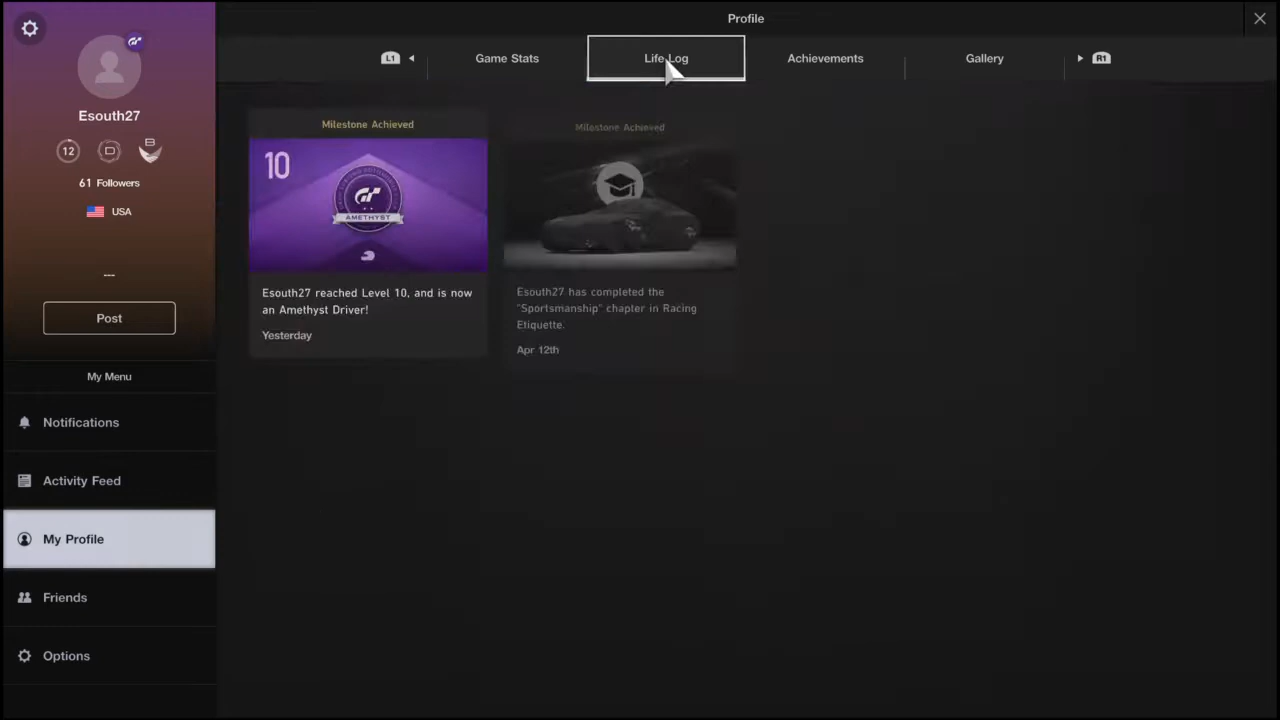 Profile
L1
Game Stats
Life Log
Achievements
Gallery
R1
Esouth27
12
D
B
61 Followers
USA
---
Post
My Menu
Notifications
Activity Feed
My Profile
Friends
Options
Milestone Achieved
10
AMETHYST
Esouth27 reached Level 10, and is now
an Amethyst Driver!
Yesterday
Milestone Achieved
Esouth27 has completed the
"Sportsmanship" chapter in Racing
Etiquette.
Apr 12th